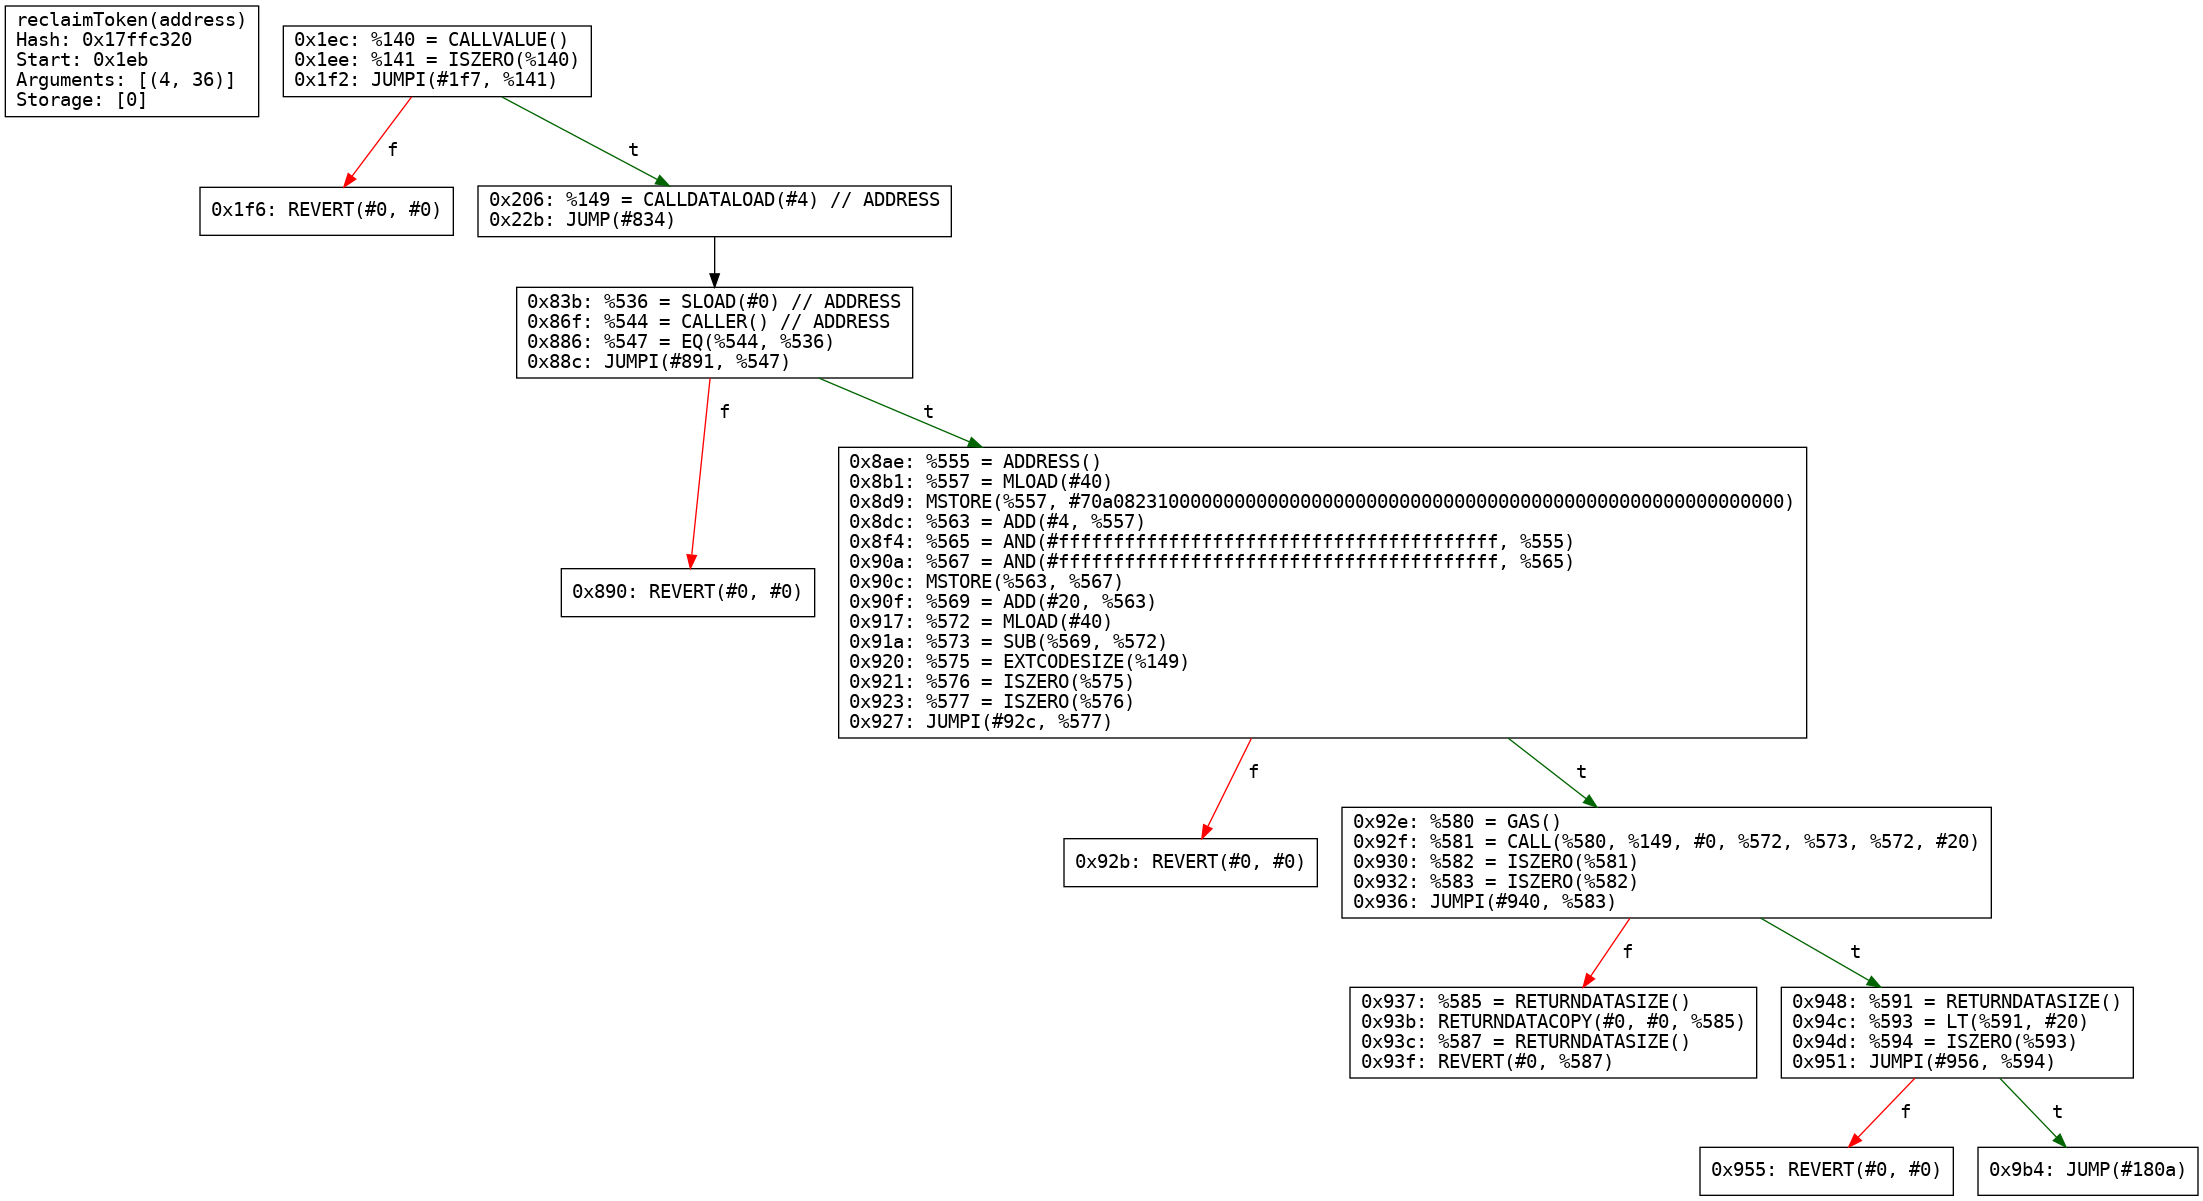 reclaimToken(address)
Hash: 0x17ffc320
Start: 0x1eb
Arguments: [(4, 36)]
Storage: [0]
0x1ec: %140 = CALLVALUE()
0x1ee: %141 = ISZERO(%140)
0x1f2: JUMPI(#1f7, %141)
f
t
0x1f6: REVERT(#0, #0)
0x206: %149 = CALLDATALOAD(#4) // ADDRESS
0x22b: JUMP(#834)
0x83b: %536 = SLOAD(#0) // ADDRESS
0x86f: %544 = CALLER() // ADDRESS
0x886: %547 = EQ(%544, %536)
0x88c: JUMPI(#891, %547)
f
t
0x890: REVERT(#0, #0)
0x8ae: %555 = ADDRESS()
0x8b1: %557 = MLOAD(#40)
0x8d9: MSTORE(%557, #70a0823100000000000000000000000000000000000000000000000000000000)
0x8dc: %563 = ADD(#4, %557)
0x8f4: %565 = AND(#ffffffffffffffffffffffffffffffffffffffff, %555)
0x90a: %567 = AND(#ffffffffffffffffffffffffffffffffffffffff, %565)
0x90c: MSTORE(%563, %567)
0x90f: %569 = ADD(#20, %563)
0x917: %572 = MLOAD(#40)
0x91a: %573 = SUB(%569, %572)
0x920: %575 = EXTCODESIZE(%149)
0x921: %576 = ISZERO(%575)
0x923: %577 = ISZERO(%576)
0x927: JUMPI(#92c, %577)
f
t
0x92b: REVERT(#0, #0)
0x92e: %580 = GAS()
0x92f: %581 = CALL(%580, %149, #0, %572, %573, %572, #20)
0x930: %582 = ISZERO(%581)
0x932: %583 = ISZERO(%582)
0x936: JUMPI(#940, %583)
f
t
0x937: %585 = RETURNDATASIZE()
0x93b: RETURNDATACOPY(#0, #0, %585)
0x93c: %587 = RETURNDATASIZE()
0x93f: REVERT(#0, %587)
0x948: %591 = RETURNDATASIZE()
0x94c: %593 = LT(%591, #20)
0x94d: %594 = ISZERO(%593)
0x951: JUMPI(#956, %594)
f
t
0x955: REVERT(#0, #0)
0x9b4: JUMP(#180a)